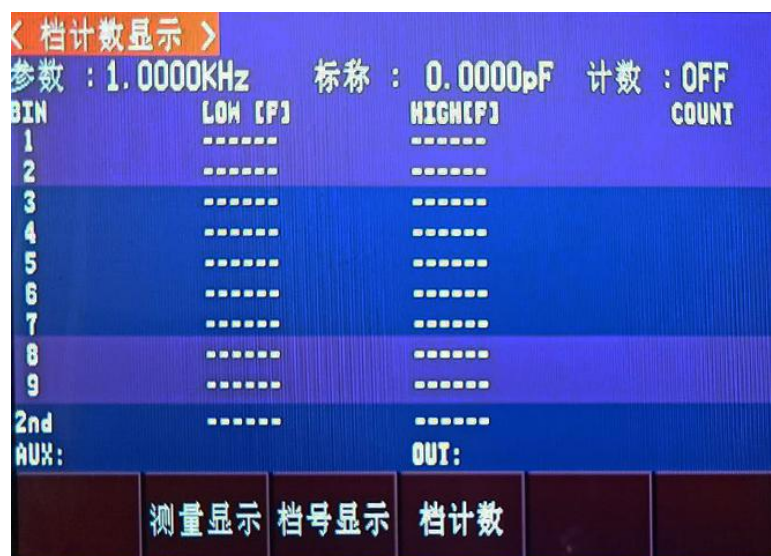 < 档计数显示 >
参数 :1.0000KHz 标称 : 0.0000pF 计数 :OFF
BIN LOW [F] HIGH[F] COUNT
1 ------ ------
2 ------ ------
3 ------ ------
4 ------ ------
5 ------ ------
6 ------ ------
7 ------ ------
8 ------ ------
9 ------ ------
2nd ------ ------
AUX: OUT:
测量显示 档号显示 档计数